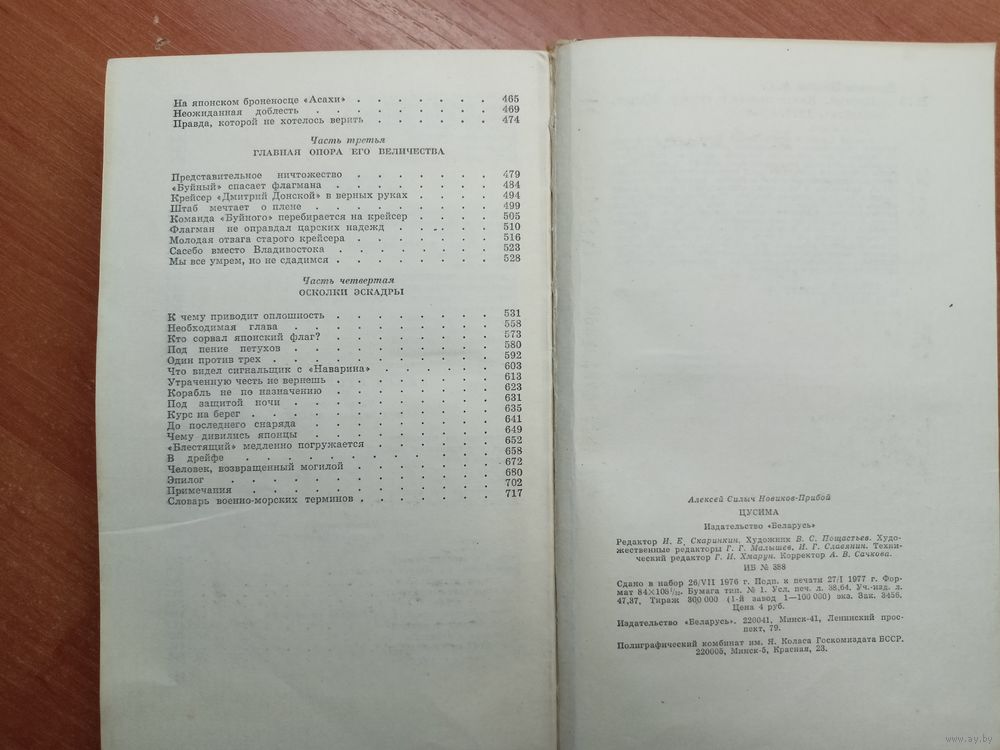 На японском броненосце «Асахи» . . . . . . . 465
Неожиданная доблесть . . . . . . . . 469
Правда, которой не хотелось верить . . . . . . 474
Часть третья
ГЛАВНАЯ ОПОРА ЕГО ВЕЛИЧЕСТВА
Представительное ничтожество . . . . . . . 479
«Буйный» спасает флагмана . . . . . . . . 484
Крейсер «Дмитрий Донской» в верных руках . . . . 494
Штаб мечтает о плене . . . . . . . . . 499
Команда «Буйного» перебирается на крейсер . . . . 505
Флагман не оправдал царских надежд . . . . . 510
Молодая отвага старого крейсера . . . . . . . 516
Сасебо вместо Владивостока . . . . . . . . 523
Мы все умрем, но не сдадимся . . . . . . . . 528
Часть четвертая
ОСКОЛКИ ЭСКАДРЫ
К чему приводит оплошность . . . . . . . . 531
Необходимая глава . . . . . . . . . . 558
Кто сорвал японский флаг? . . . . . . . . 573
Под пение петухов . . . . . . . . . . 580
Один против трех . . . . . . . . . . . 592
Что видел сигнальщик с «Наварина» . . . . . . 603
Утраченную честь не вернешь . . . . . . . . 613
Корабль не по назначению . . . . . . . . 623
Под защитой ночи . . . . . . . . . . 631
Курс на берег . . . . . . . . . . . 635
До последнего снаряда . . . . . . . . . 641
Чему дивились японцы . . . . . . . . . 649
«Блестящий» медленно погружается . . . . . . 652
В дрейфе . . . . . . . . . . . 658
Человек, возвращенный могилой . . . . . . . 672
Эпилог . . . . . . . . . . . . 680
Примечания . . . . . . . . . . . 702
Словарь военно-морских терминов . . . . . . . 717
Алексей Силыч Новиков-Прибой
ЦУСИМА
Издательство «Беларусь»
Редактор И. Е. Скаринкин. Художник В. С. Пощастьев. Худо-
жественные редакторы Г. Г. Малышев, И. Г. Славянин. Техни-
ческий редактор Г. И. Хмарун. Корректор А. В. Сачкова.
ИБ № 388
Сдано в набор 26/VII 1976 г. Подп. к печати 27/I 1977 г. Фор-
мат 84×108 1/32. Бумага тип. № 1. Усл. печ. л. 38,64. Уч.-изд. л.
47,37. Тираж 300 000 (1-й завод 1—100 000) экз. Зак. 3456.
Цена 4 руб.
Издательство «Беларусь». 220041, Минск-41, Ленинский прос-
пект, 79.
Полиграфический комбинат им. Я. Коласа Госкомиздата БССР.
220005, Минск-5, Красная, 23.
www.ay.by